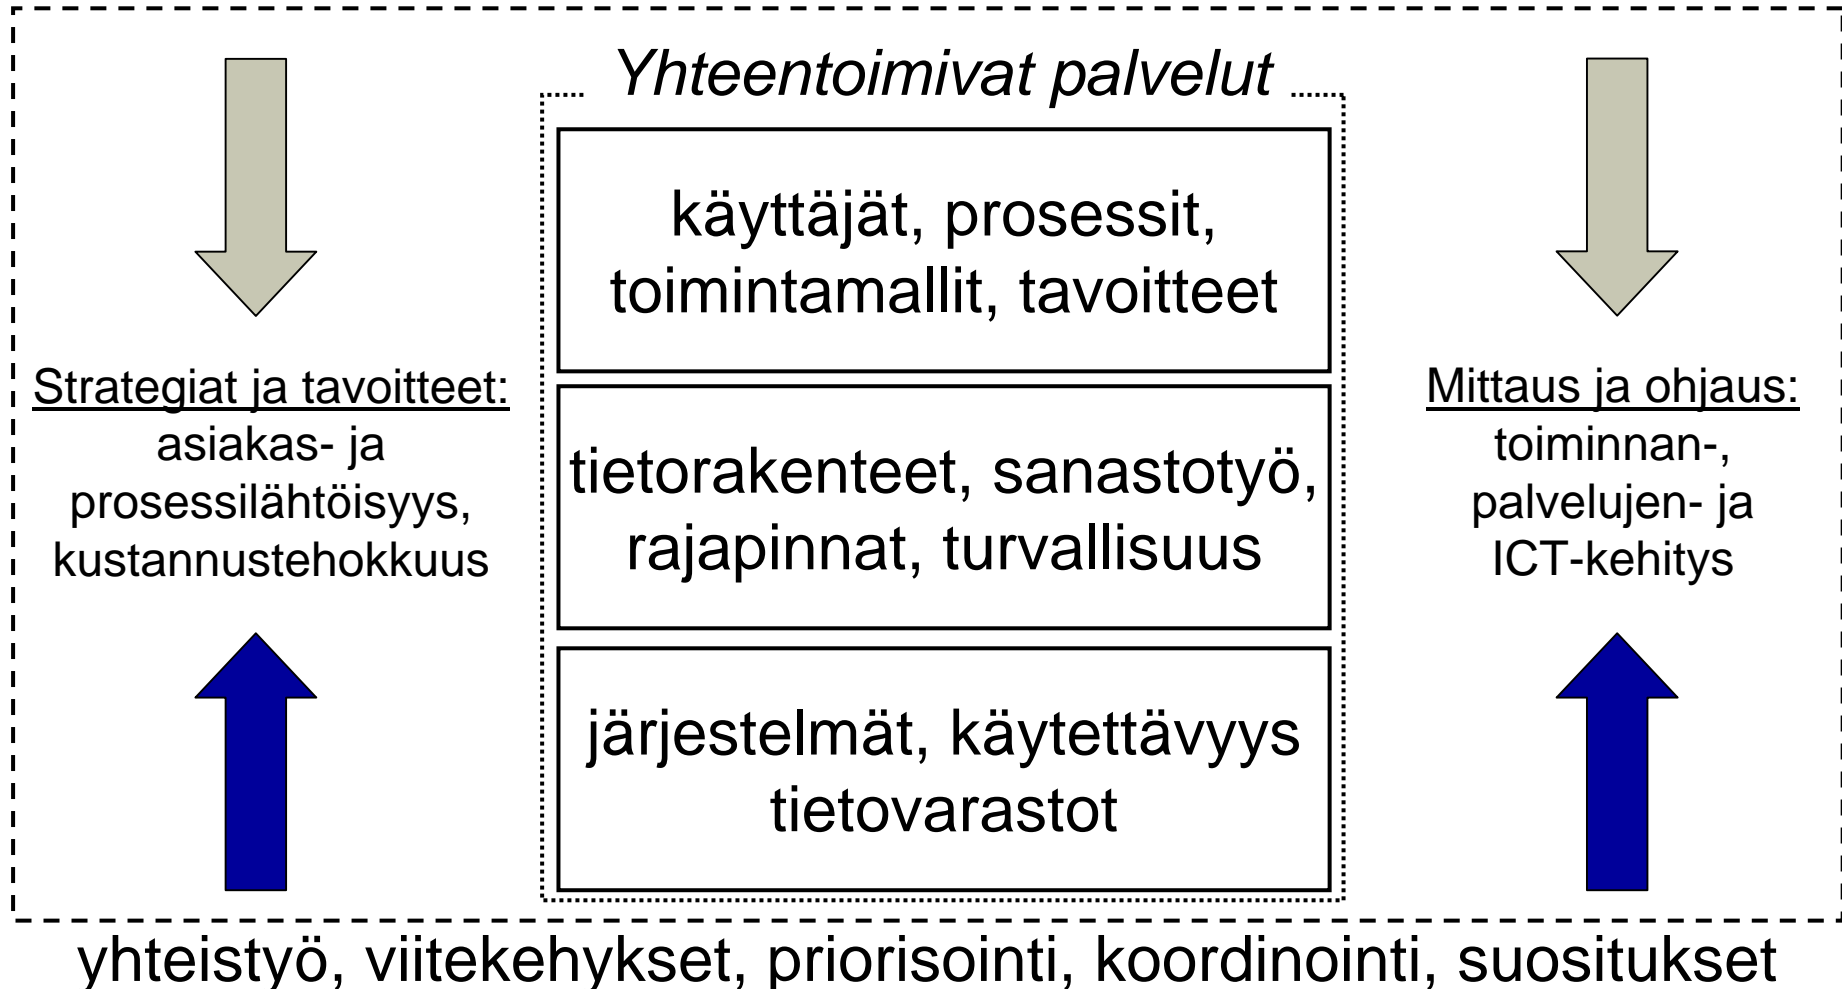 Yhteentoimivat palvelut
käyttäjät, prosessit,
toimintamallit, tavoitteet
Strategiat ja tavoitteet:
asiakas- ja
prosessilähtöisyys,
kustannustehokkuus
tietorakenteet, sanastotyö,
rajapinnat, turvallisuus
Mittaus ja ohjaus:
toiminnan-,
palvelujen- ja
ICT-kehitys
järjestelmät, käytettävyys
tietovarastot
yhteistyö, viitekehykset, priorisointi, koordinointi, suositukset